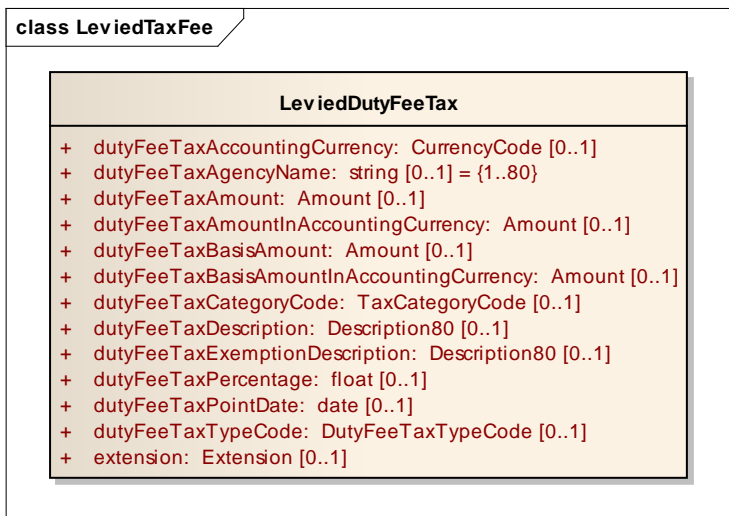 class LeviedTaxFee
LeviedDutyFeeTax
+ dutyFeeTaxAccountingCurrency: CurrencyCode [0..1]
+ dutyFeeTaxAgencyName: string [0..1] = {1..80}
+ dutyFeeTaxAmount: Amount [0..1]
+ dutyFeeTaxAmountInAccountingCurrency: Amount [0..1]
+ dutyFeeTaxBasisAmount: Amount [0..1]
+ dutyFeeTaxBasisAmountInAccountingCurrency: Amount [0..1]
+ dutyFeeTaxCategoryCode: TaxCategoryCode [0..1]
+ dutyFeeTaxDescription: Description80 [0..1]
+ dutyFeeTaxExemptionDescription: Description80 [0..1]
+ dutyFeeTaxPercentage: float [0..1]
+ dutyFeeTaxPointDate: date [0..1]
+ dutyFeeTaxTypeCode: DutyFeeTaxTypeCode [0..1]
+ extension: Extension [0..1]